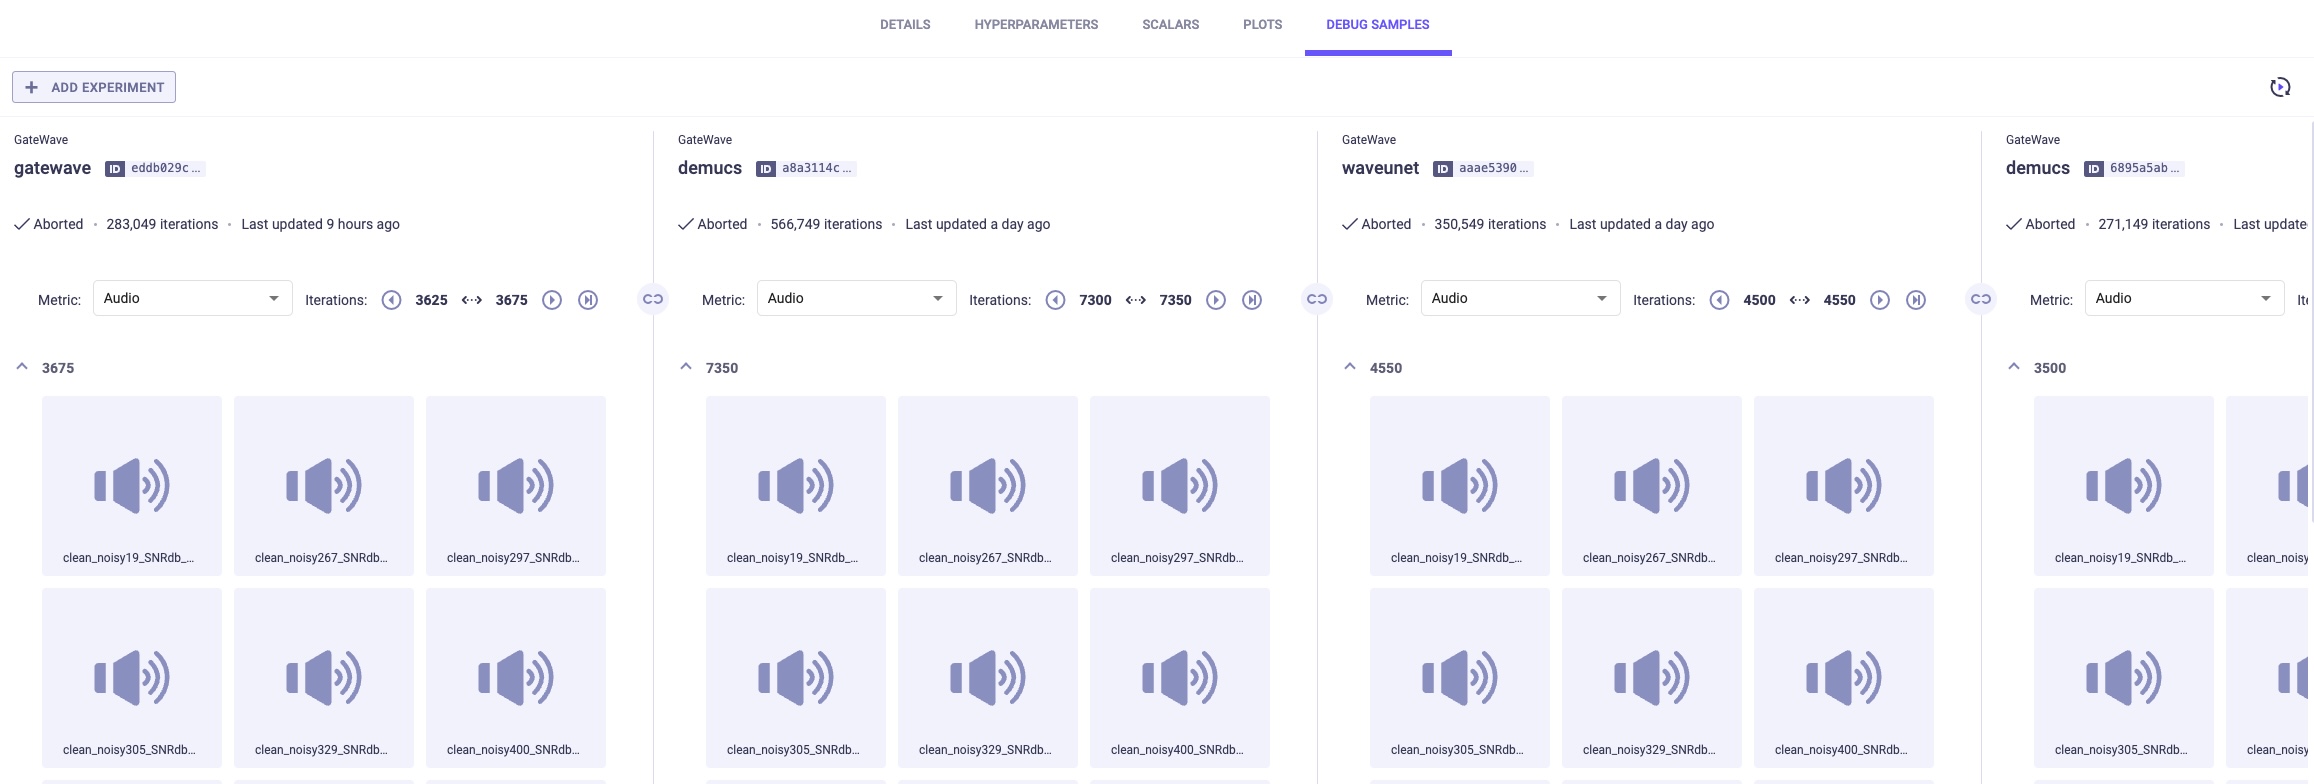 DETAILS HYPERPARAMETERS SCALARS PLOTS DEBUG SAMPLES
+ ADD EXPERIMENT
GateWave
gatewave ID eddb029c…
Aborted · 283,049 iterations · Last updated 9 hours ago
Metric: Audio Iterations: 3625 3675
3675
clean_noisy19_SNRdb_… clean_noisy267_SNRdb… clean_noisy297_SNRdb…
clean_noisy305_SNRdb… clean_noisy329_SNRdb… clean_noisy400_SNRdb…
GateWave
demucs ID a8a3114c…
Aborted · 566,749 iterations · Last updated a day ago
Metric: Audio Iterations: 7300 7350
7350
clean_noisy19_SNRdb_… clean_noisy267_SNRdb… clean_noisy297_SNRdb…
clean_noisy305_SNRdb… clean_noisy329_SNRdb… clean_noisy400_SNRdb…
GateWave
waveunet ID aaae5390…
Aborted · 350,549 iterations · Last updated a day ago
Metric: Audio Iterations: 4500 4550
4550
clean_noisy19_SNRdb_… clean_noisy267_SNRdb… clean_noisy297_SNRdb…
clean_noisy305_SNRdb… clean_noisy329_SNRdb… clean_noisy400_SNRdb…
GateWave
demucs ID 6895a5ab…
Aborted · 271,149 iterations · Last update
Metric: Audio Ite
3500
clean_noisy19_SNRdb_… clean_noisy
clean_noisy305_SNRdb… clean_noisy